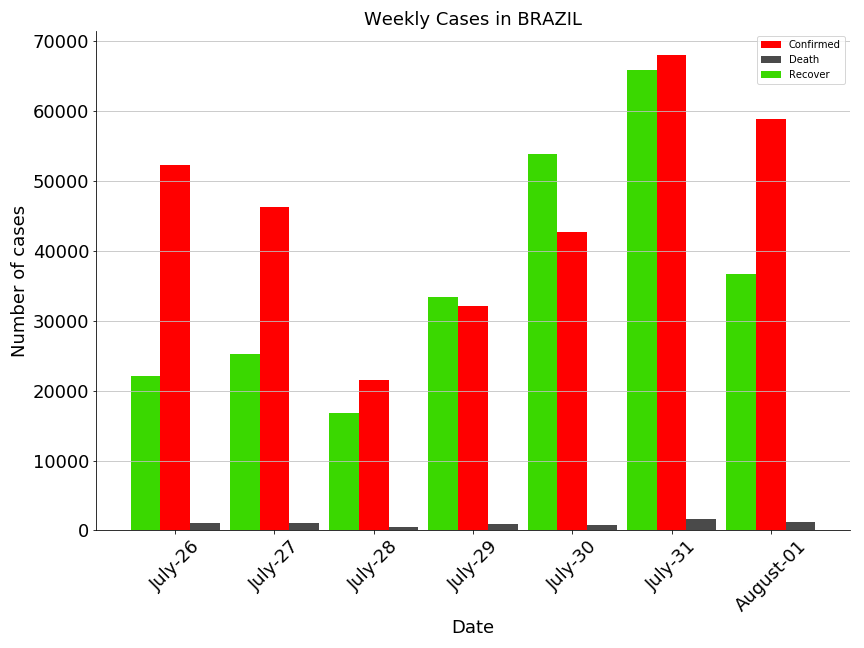 Weekly Cases in BRAZIL
Confirmed
Death
Recover
Number of cases
70000
60000
50000
40000
30000
20000
10000
0
July-26
July-27
July-28
July-29
July-30
July-31
August-01
Date